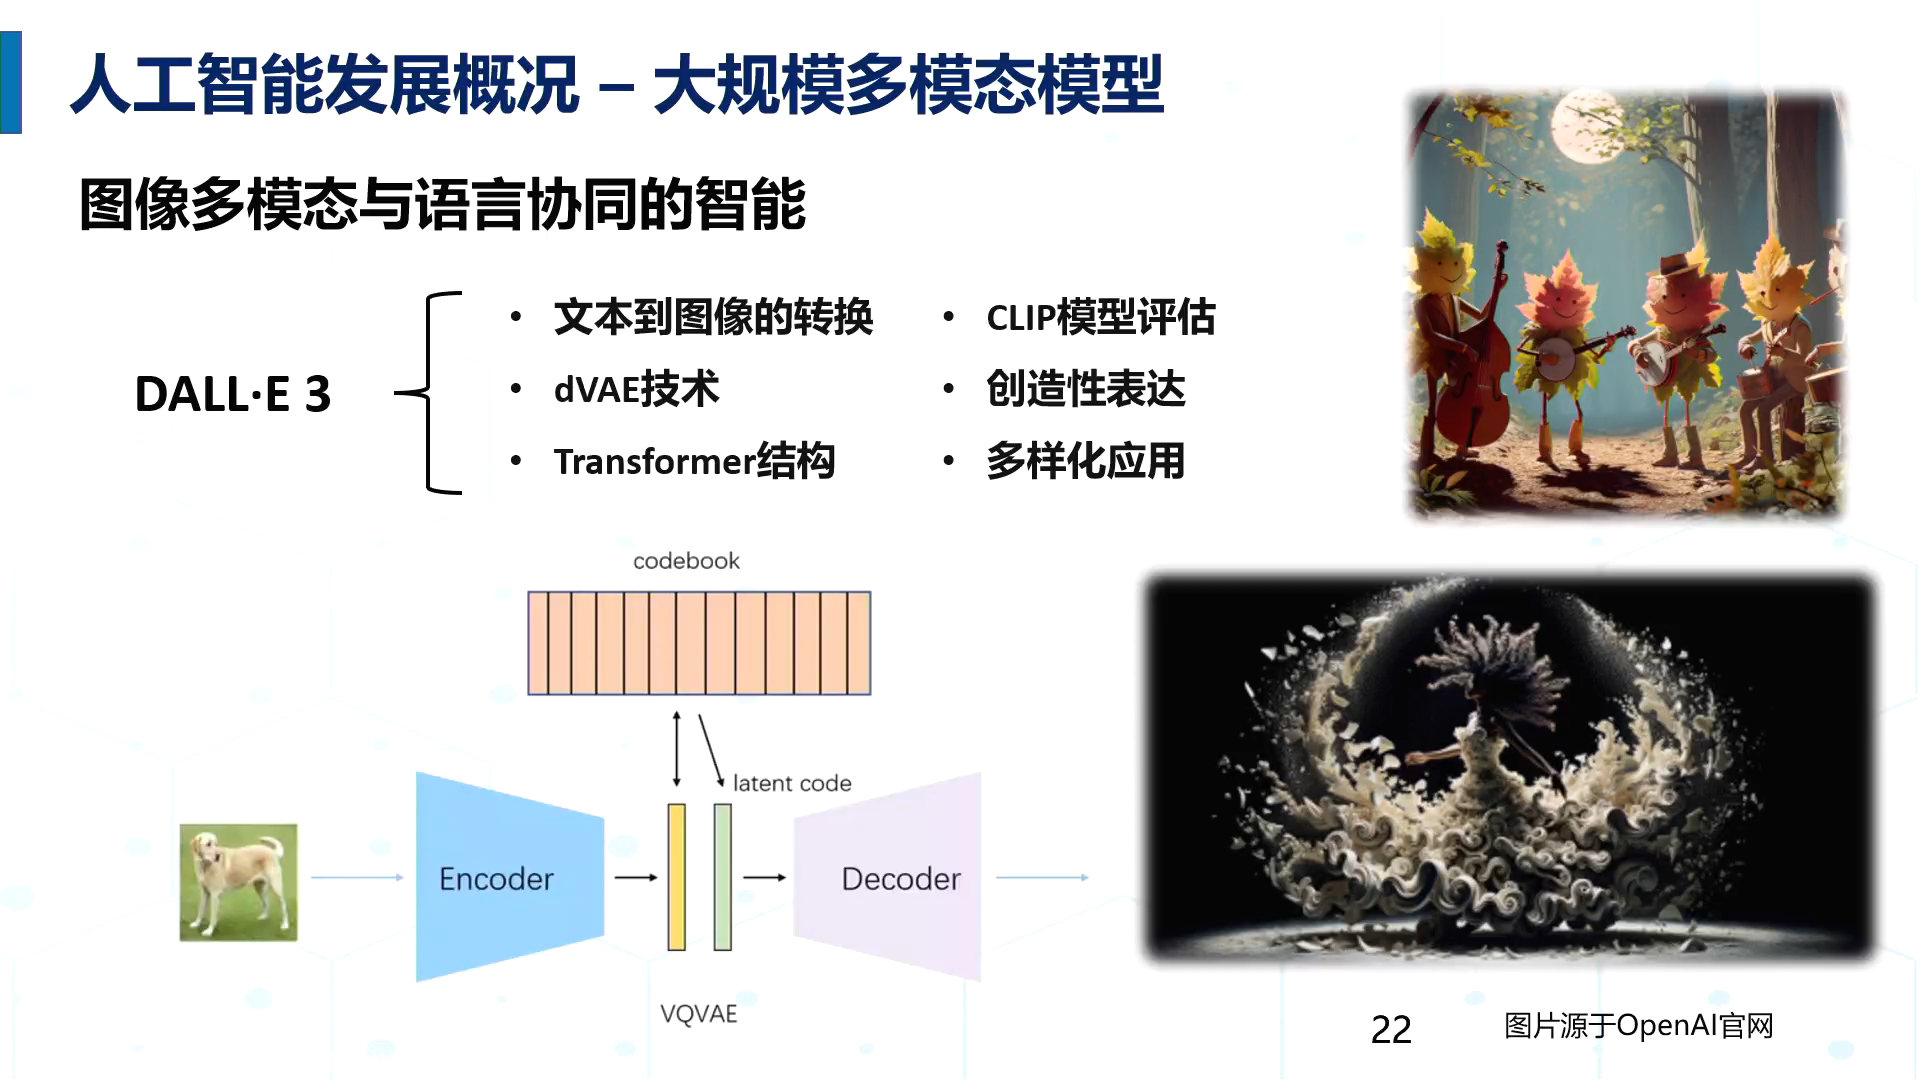 人工智能发展概况 – 大规模多模态模型
图像多模态与语言协同的智能
DALL·E 3
• 文本到图像的转换
• dVAE技术
• Transformer结构
• CLIP模型评估
• 创造性表达
• 多样化应用
codebook
latent code
Encoder
Decoder
VQVAE
22
图片源于OpenAI官网